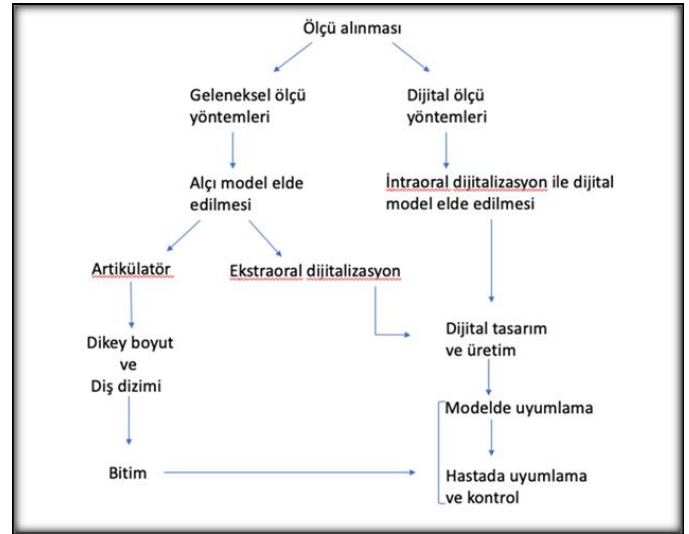 Ölçü alınması
Geleneksel ölçü
yöntemleri
Dijital ölçü
yöntemleri
Alçı model elde
edilmesi
İntraoral dijitalizasyon ile dijital
model elde edilmesi
Artikülatör
Ekstraoral dijitalizasyon
Dikey boyut
ve
Diş dizimi
Dijital tasarım
ve üretim
Modelde uyumlama
Bitim
Hastada uyumlama
ve kontrol